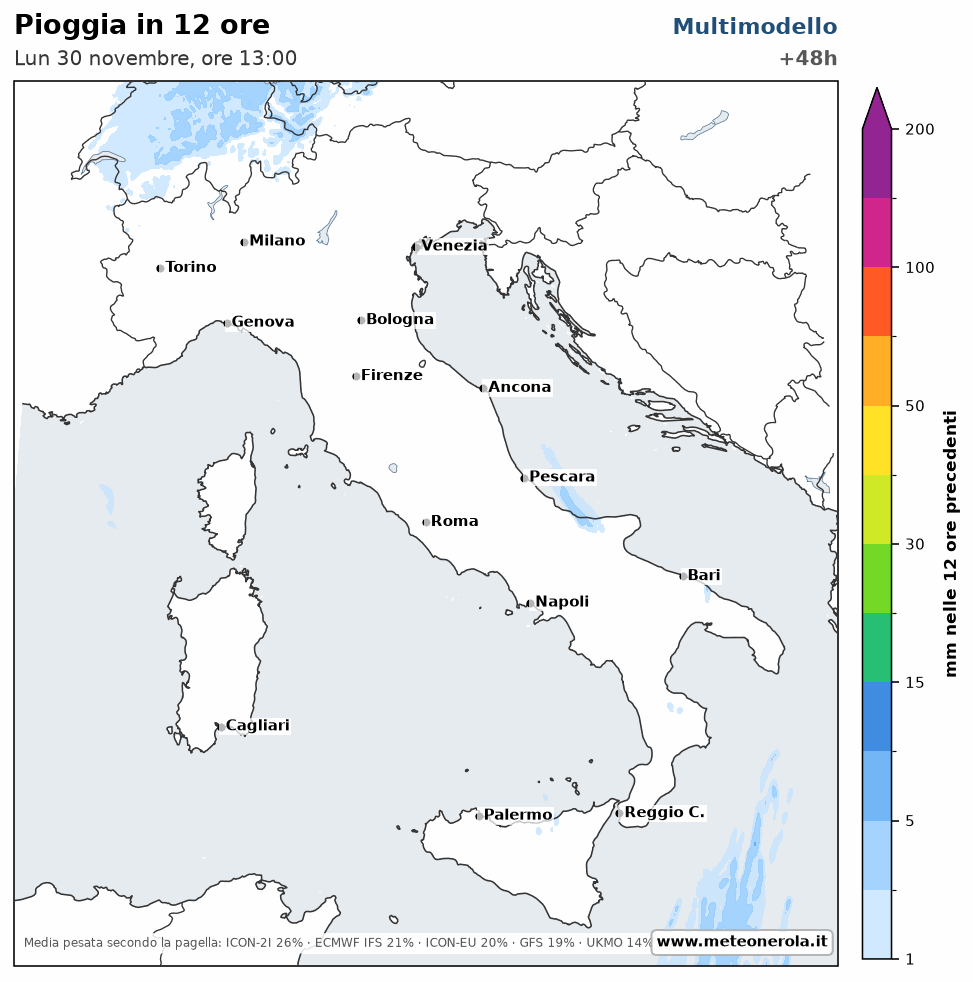 Pioggia in 12 ore
Multimodello
Lun 30 novembre, ore 13:00
+48h
200
100
50
30
15
5
1
mm nelle 12 ore precedenti
Milano
Venezia
Torino
Genova
Bologna
Firenze
Ancona
Pescara
Roma
Bari
Napoli
Cagliari
Palermo
Reggio C.
Media pesata secondo la pagella: ICON-2I 26% · ECMWF IFS 21% · ICON-EU 20% · GFS 19% · UKMO 14%
www.meteonerola.it